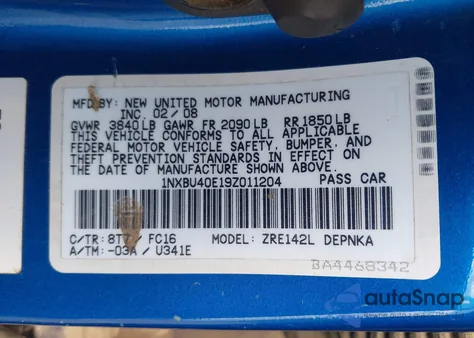 MFD. BY: NEW UNITED MOTOR MANUFACTURING
INC. 02 / 08
GVWR 3840 LB GAWR FR 2090 LB RR 1850 LB
THIS VEHICLE CONFORMS TO ALL APPLICABLE
FEDERAL MOTOR VEHICLE SAFETY, BUMPER, AND
THEFT PREVENTION STANDARDS IN EFFECT ON
THE DATE OF MANUFACTURE SHOWN ABOVE.
1NXBU40E19Z011204 PASS CAR
C/TR: 8T7 / FC16 MODEL: ZRE142L DEPNKA
A/TM: -03A / U341E
BA4468342
autoSnap